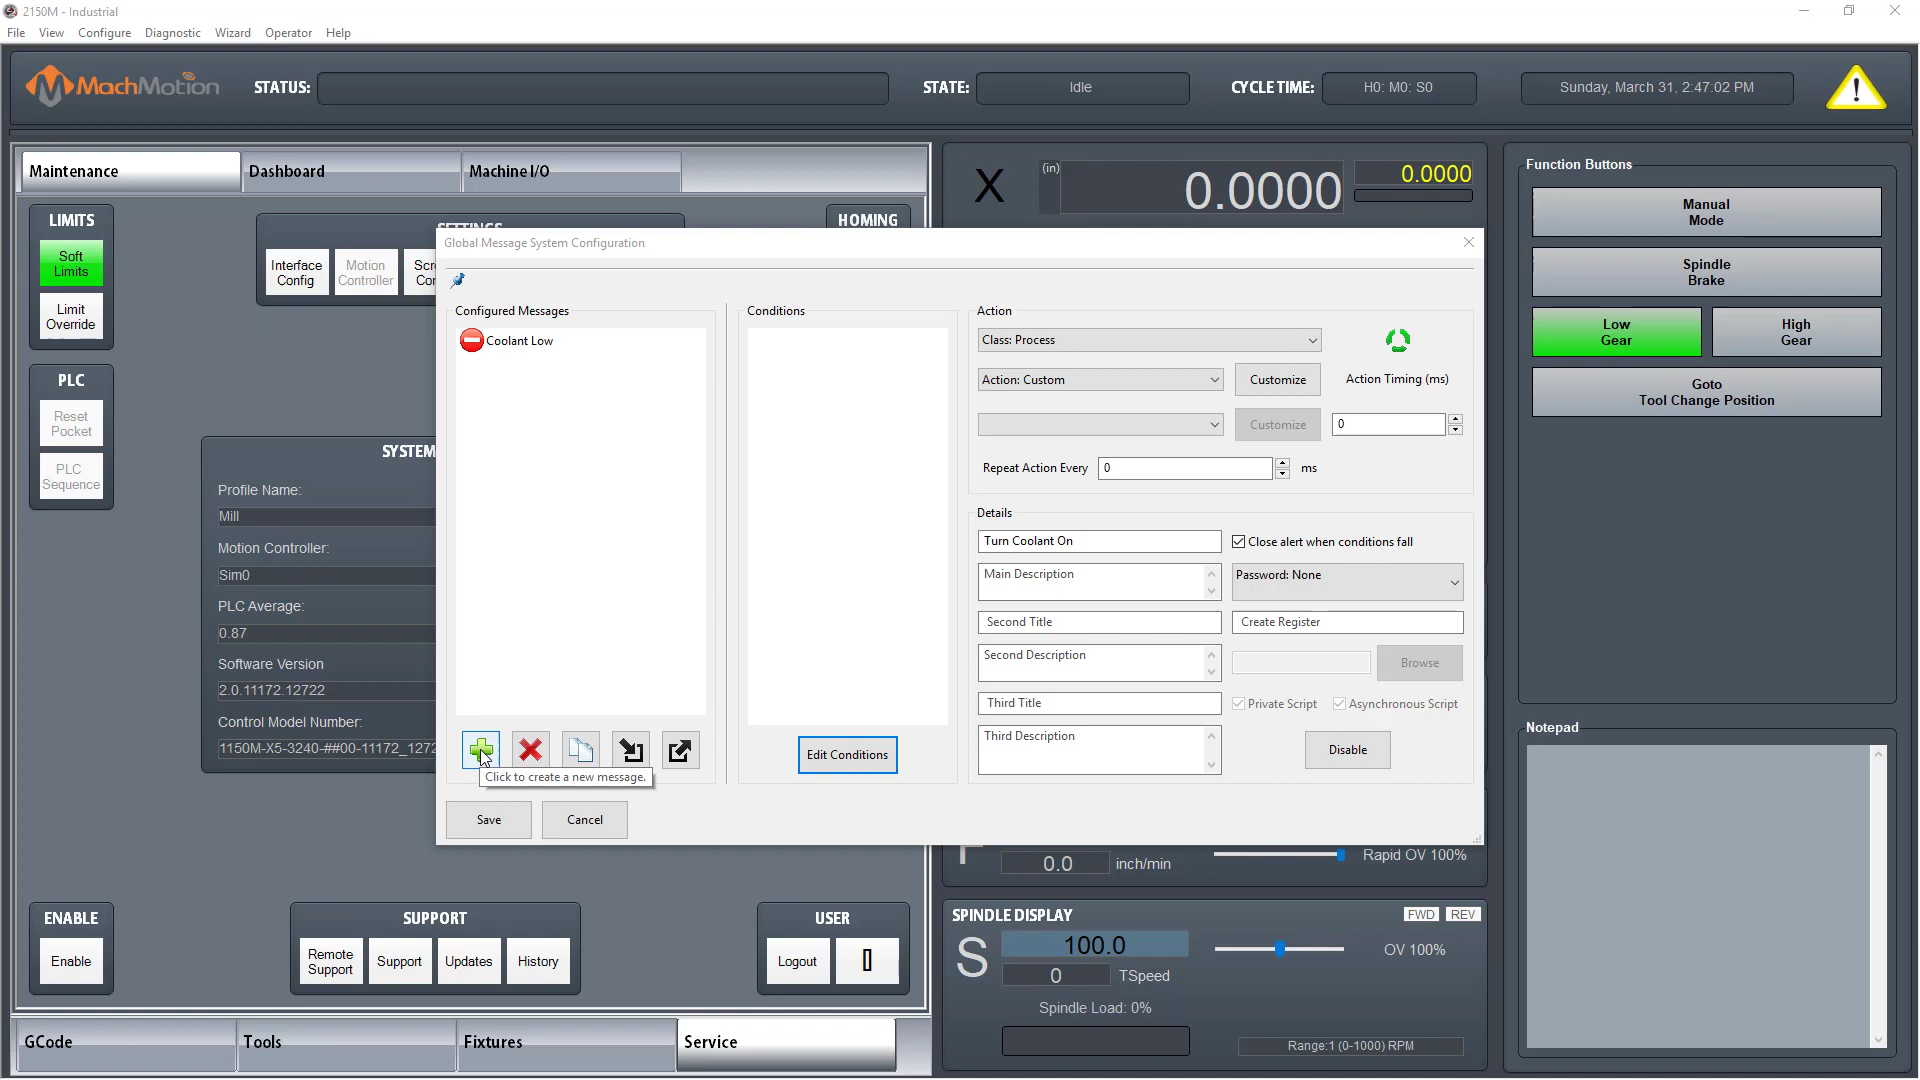 2150M - Industrial
File View Configure Diagnostic Wizard Operator Help
MachMotion
STATUS:
STATE:
Idle
CYCLE TIME:
H0: M0: S0
Sunday, March 31, 2:47:02 PM
Maintenance
Dashboard
Machine I/O
LIMITS
Soft
Limits
Limit
Override
PLC
Reset
Pocket
PLC
Sequence
SETTINGS
Interface
Config
Motion
Controller
HOMING
SYSTEM
Profile Name:
Mill
Motion Controller:
Sim0
PLC Average:
0.87
Software Version
2.0.11172.12722
Control Model Number:
1150M-X5-3240-##00-11172_1272
Global Message System Configuration
Configured Messages
Coolant Low
Click to create a new message.
Save
Cancel
Conditions
Edit Conditions
Action
Class: Process
Action: Custom
Customize
Action Timing (ms)
Customize
0
Repeat Action Every
0
ms
Details
Turn Coolant On
Close alert when conditions fall
Main Description
Password: None
Second Title
Create Register
Second Description
Browse
Third Title
Private Script
Asynchronous Script
Third Description
Disable
X
(in)
0.0000
0.0000
0.0
inch/min
Rapid OV 100%
SPINDLE DISPLAY
FWD
REV
S
100.0
OV 100%
0
TSpeed
Spindle Load: 0%
Range:1 (0-1000) RPM
Function Buttons
Manual
Mode
Spindle
Brake
Low
Gear
High
Gear
Goto
Tool Change Position
Notepad
ENABLE
Enable
SUPPORT
Remote
Support
Support
Updates
History
USER
Logout
GCode
Tools
Fixtures
Service